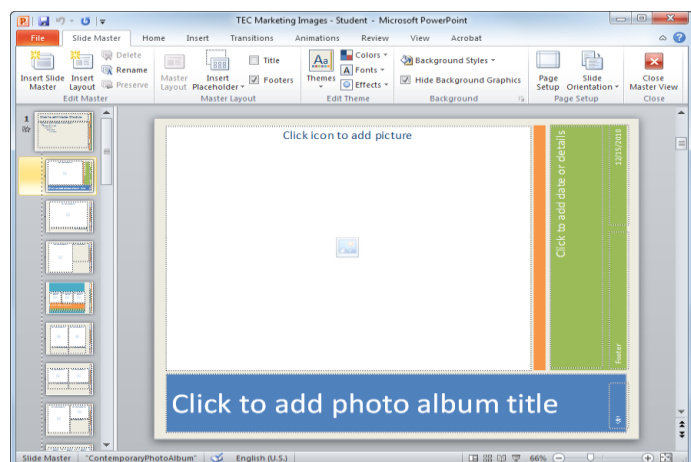 TEC Marketing Images - Student - Microsoft PowerPoint
File Slide Master Home Insert Transitions Animations Review View Acrobat
Insert Slide Master
Insert Layout
Delete
Rename
Preserve
Edit Master
Master Layout
Insert Placeholder
Title
Footers
Master Layout
Themes
Colors
Fonts
Effects
Edit Theme
Background Styles
Hide Background Graphics
Background
Page Setup
Slide Orientation
Page Setup
Close Master View
Close
1
Click icon to add picture
Click to add date or details
12/15/2010
Footer
Click to add photo album title
‹#›
Slide Master "ContemporaryPhotoAlbum" English (U.S.) 66%